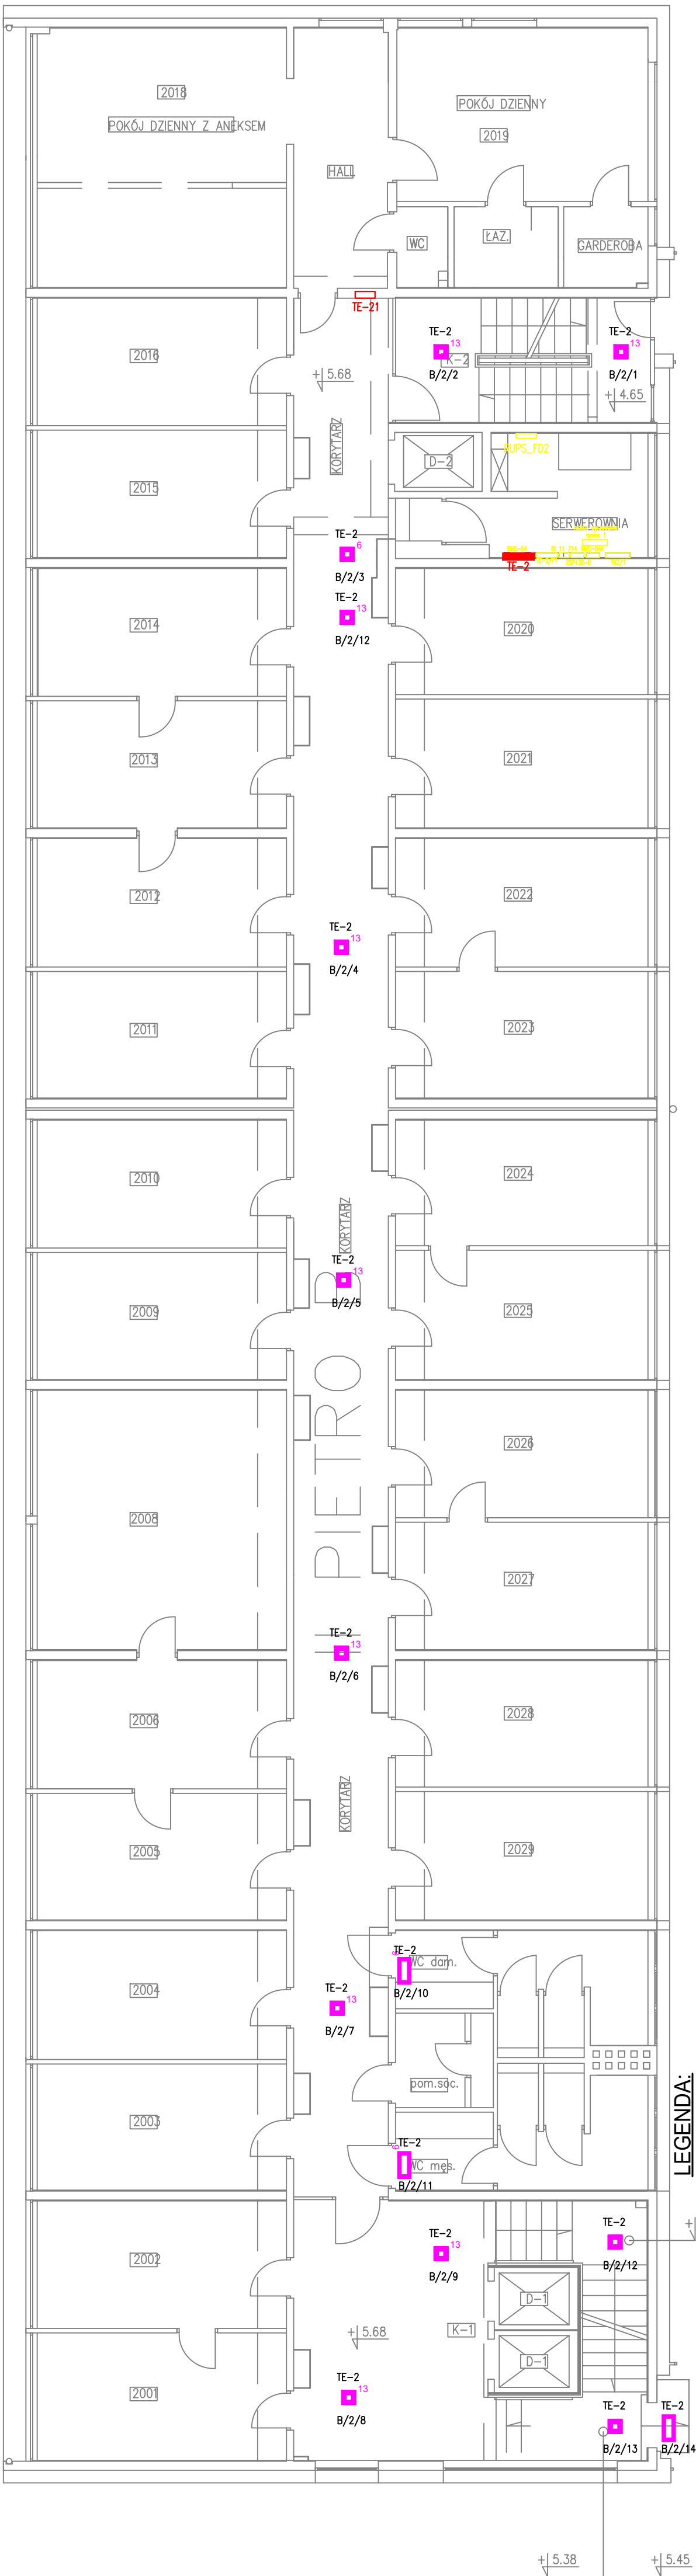 2018
POKÓJ DZIENNY Z ANEKSEM
POKÓJ DZIENNY
2019
HALL
WC
ŁAZ.
GARDEROBA
TE-21
2016
+5.68
TE-2
13
K-2
B/2/2
TE-2
13
B/2/1
+4.65
KORYTARZ
2015
D-2
RUPS_PD2
SERWEROWNIA
TE-2
TE-2
6
B/2/3
TE-2
13
B/2/12
2014
2020
2013
2021
2012
2022
TE-2
13
B/2/4
2011
2023
2010
2024
KORYTARZ
TE-2
13
B/2/5
2009
2025
PIETRO B
2008
2026
2027
TE-2
13
B/2/6
2006
2028
KORYTARZ
2005
2029
2004
TE-2
WC dam.
B/2/10
TE-2
13
B/2/7
pom.soc.
2003
TE-2
WC męs.
B/2/11
LEGENDA:
2002
TE-2
13
B/2/9
TE-2
B/2/12
+
D-1
K-1
+5.68
D-1
2001
TE-2
13
B/2/8
TE-2
B/2/13
TE-2
B/2/14
+5.38
+5.45